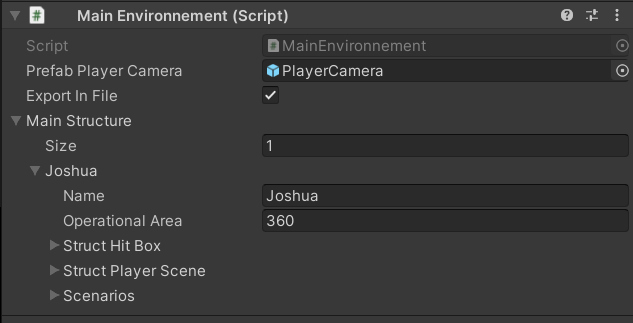 Main Environnement (Script)
Script MainEnvironnement
Prefab Player Camera PlayerCamera
Export In File
Main Structure
Size 1
Joshua
Name Joshua
Operational Area 360
Struct Hit Box
Struct Player Scene
Scenarios